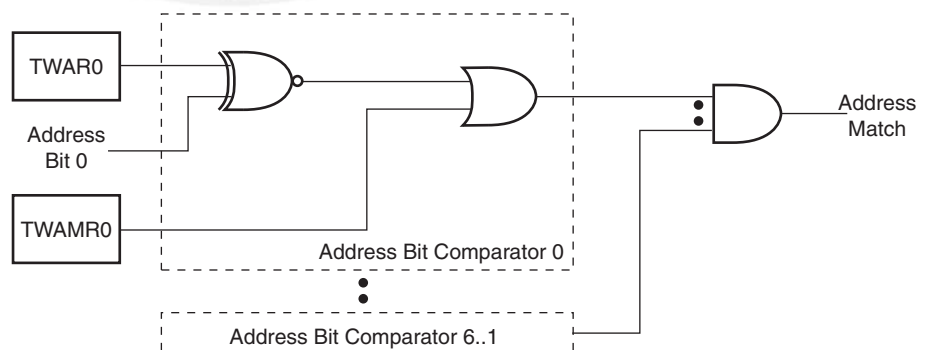 TWAR0
Address
Bit 0
TWAMR0
Address Bit Comparator 0
Address Bit Comparator 6..1
Address
Match